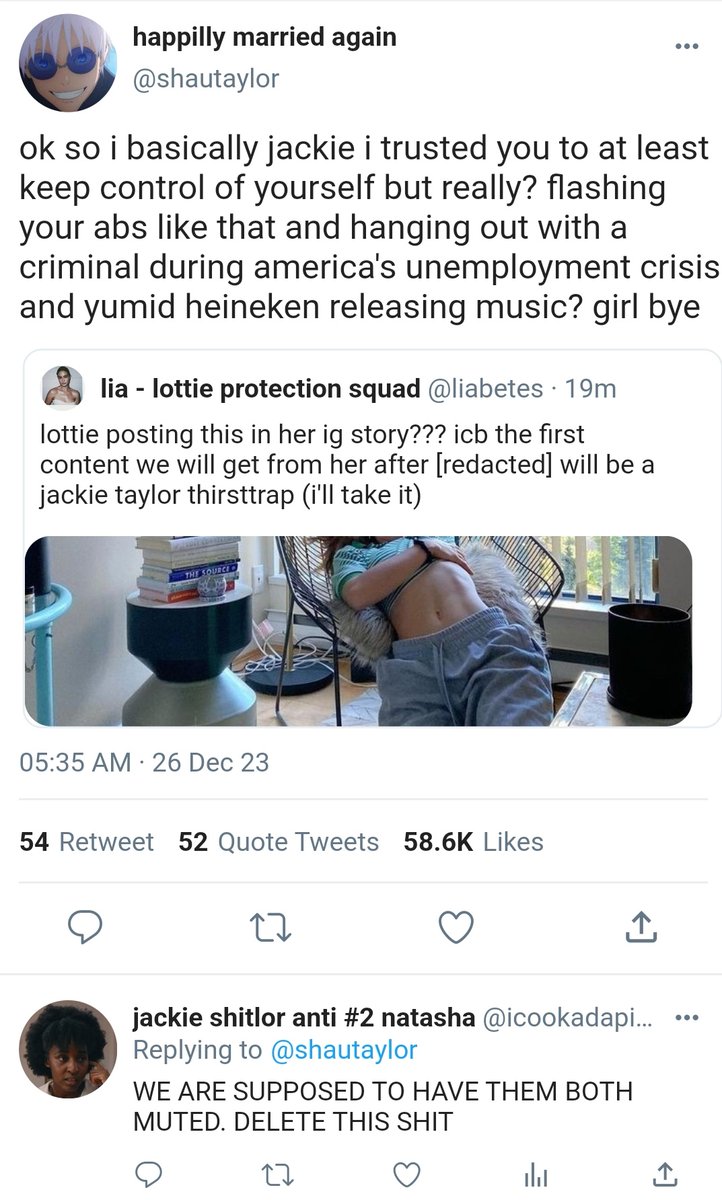 happilly married again
@shautaylor
ok so i basically jackie i trusted you to at least
keep control of yourself but really? flashing
your abs like that and hanging out with a
criminal during america's unemployment crisis
and yumid heineken releasing music? girl bye
lia - lottie protection squad @liabetes · 19m
lottie posting this in her ig story??? icb the first
content we will get from her after [redacted] will be a
jackie taylor thirsttrap (i'll take it)
THE SOURCE
05:35 AM · 26 Dec 23
54 Retweet 52 Quote Tweets 58.6K Likes
jackie shitlor anti #2 natasha @icookadapi...
Replying to @shautaylor
WE ARE SUPPOSED TO HAVE THEM BOTH
MUTED. DELETE THIS SHIT